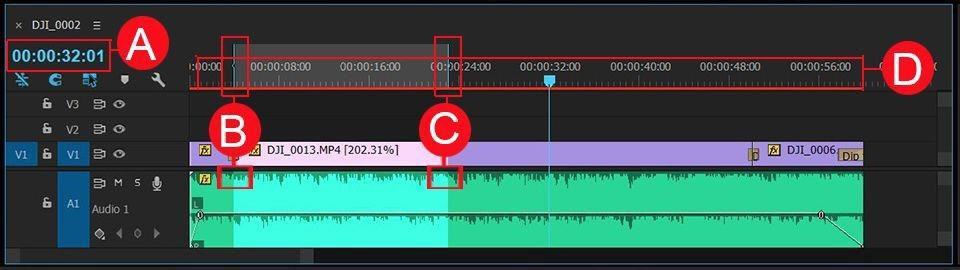 × DJI_0002 ≡
00:00:32:01
A
00:00 00:00:08:00 00:00:16:00 00:00:24:00 00:00:32:00 00:00:40:00 00:00:48:00 00:00:56:00
D
B
C
V3
V2
V1 V1 fx fx DJI_0013.MP4 [202.31%] D fx DJI_0006 Dip
A1 M S fx
L
Audio 1
R